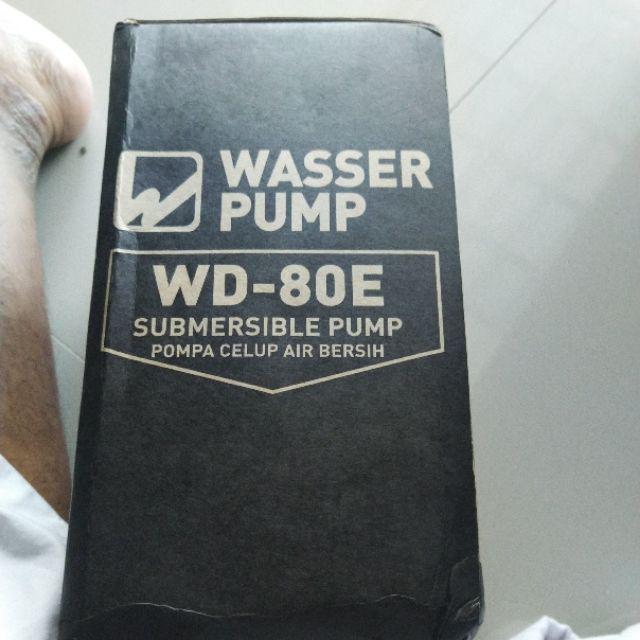 WASSER
PUMP
WD-80E
SUBMERSIBLE PUMP
POMPA CELUP AIR BERSIH